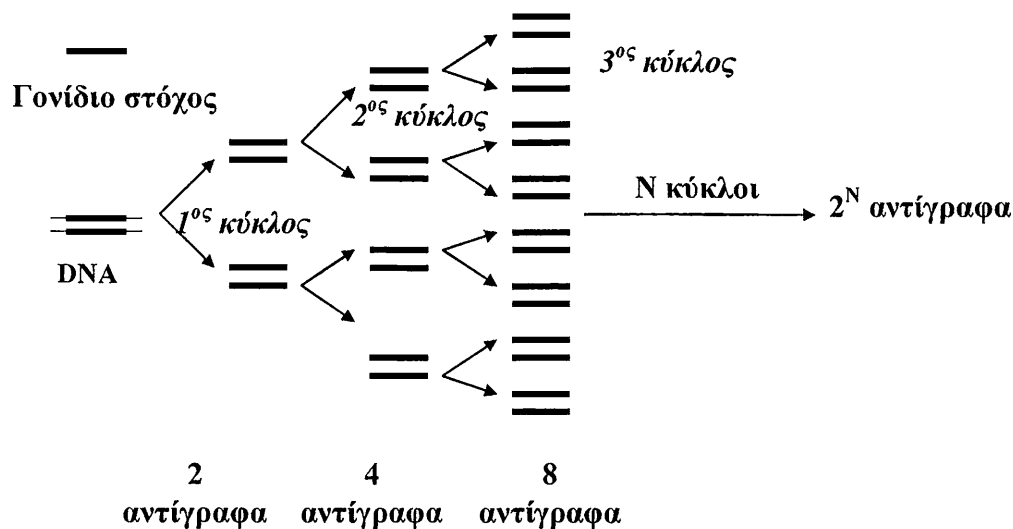 Γονίδιο στόχος
DNA
1ος κύκλος
2ος κύκλος
3ος κύκλος
N κύκλοι
2N αντίγραφα
2 αντίγραφα
4 αντίγραφα
8 αντίγραφα